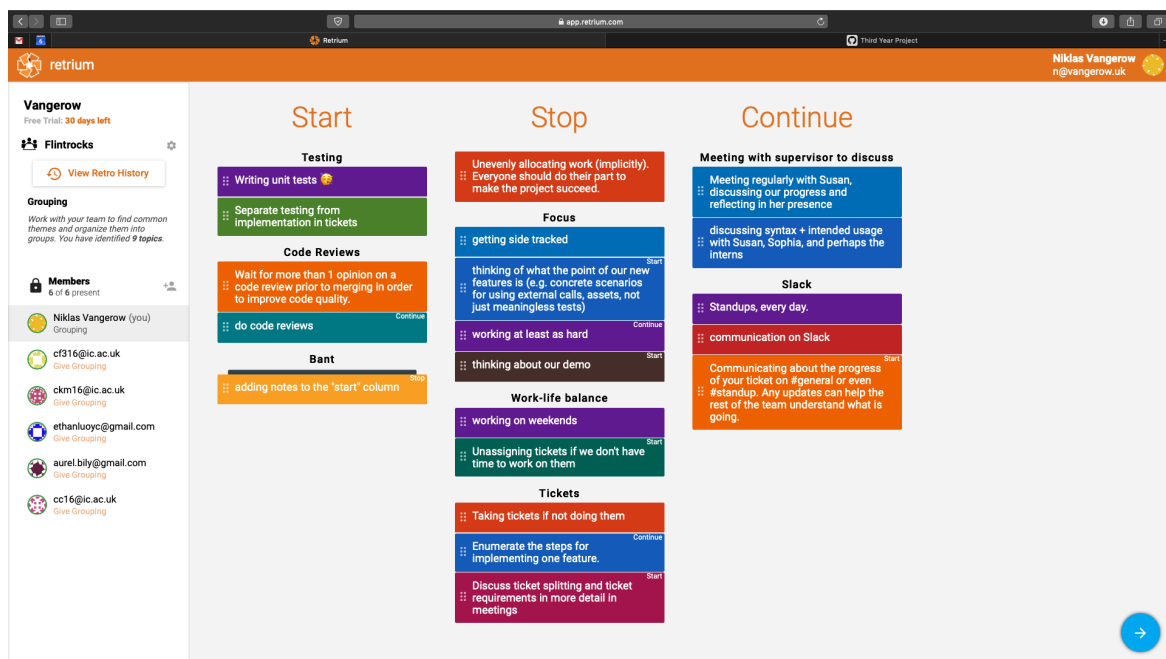 app.retrium.com
Retrium
Third Year Project
retrium
Niklas Vangerow
n@vangerow.uk
Vangerow
Free Trial: 30 days left
Flintrocks
View Retro History
Grouping
Work with your team to find common
themes and organize them into
groups. You have identified 9 topics.
Members
6 of 6 present
Niklas Vangerow (you)
Grouping
cf316@ic.ac.uk
Give Grouping
ckm16@ic.ac.uk
Give Grouping
ethanluoyc@gmail.com
Give Grouping
aurel.bily@gmail.com
Give Grouping
cc16@ic.ac.uk
Give Grouping
Start
Testing
Writing unit tests 🥳
Separate testing from
implementation in tickets
Code Reviews
Wait for more than 1 opinion on a
code review prior to merging in order
to improve code quality.
Continue
do code reviews
Bant
Stop
adding notes to the "start" column
Stop
Unevenly allocating work (implicitly).
Everyone should do their part to
make the project succeed.
Focus
getting side tracked
Start
thinking of what the point of our new
features is (e.g. concrete scenarios
for using external calls, assets, not
just meaningless tests)
Continue
working at least as hard
Start
thinking about our demo
Work-life balance
working on weekends
Start
Unassigning tickets if we don't have
time to work on them
Tickets
Taking tickets if not doing them
Continue
Enumerate the steps for
implementing one feature.
Start
Discuss ticket splitting and ticket
requirements in more detail in
meetings
Continue
Meeting with supervisor to discuss
Meeting regularly with Susan,
discussing our progress and
reflecting in her presence
discussing syntax + intended usage
with Susan, Sophia, and perhaps the
interns
Slack
Standups, every day.
communication on Slack
Start
Communicating about the progress
of your ticket on #general or even
#standup. Any updates can help the
rest of the team understand what is
going.